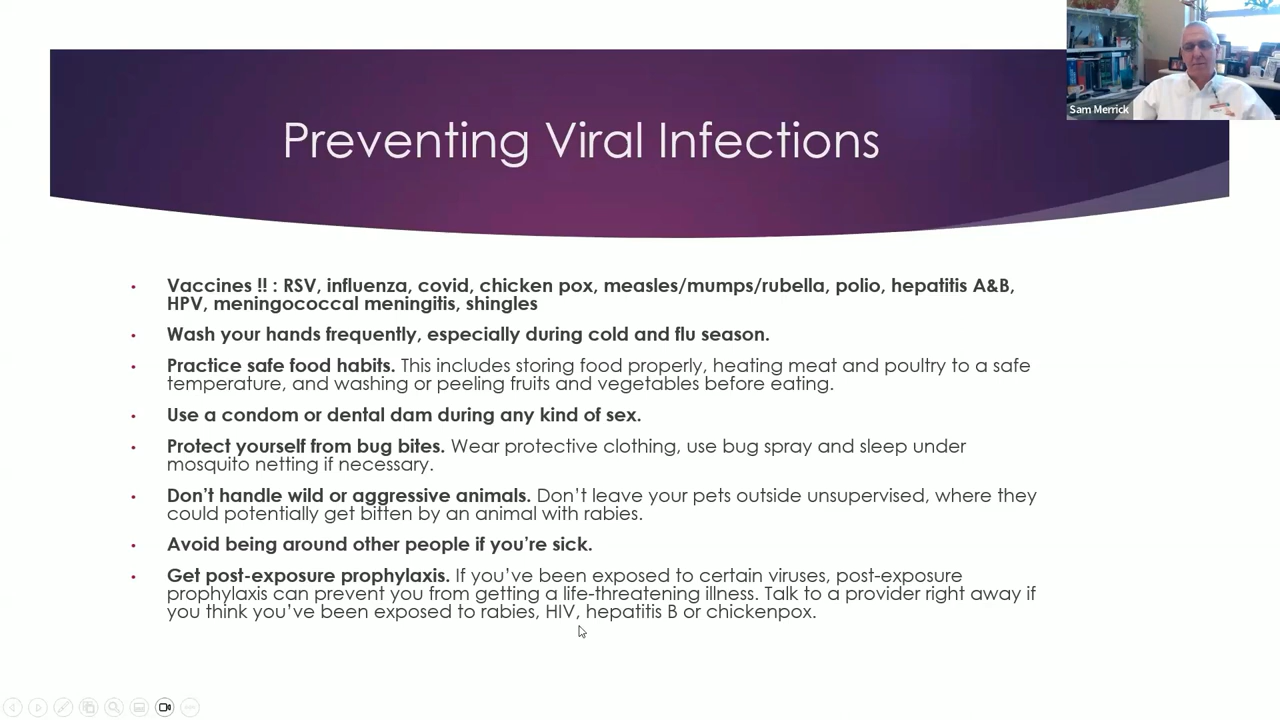 Sam Merrick
Preventing Viral Infections
• Vaccines !! : RSV, influenza, covid, chicken pox, measles/mumps/rubella, polio, hepatitis A&B,
HPV, meningococcal meningitis, shingles
• Wash your hands frequently, especially during cold and flu season.
• Practice safe food habits. This includes storing food properly, heating meat and poultry to a safe
temperature, and washing or peeling fruits and vegetables before eating.
• Use a condom or dental dam during any kind of sex.
• Protect yourself from bug bites. Wear protective clothing, use bug spray and sleep under
mosquito netting if necessary.
• Don’t handle wild or aggressive animals. Don’t leave your pets outside unsupervised, where they
could potentially get bitten by an animal with rabies.
• Avoid being around other people if you’re sick.
• Get post-exposure prophylaxis. If you’ve been exposed to certain viruses, post-exposure
prophylaxis can prevent you from getting a life-threatening illness. Talk to a provider right away if
you think you’ve been exposed to rabies, HIV, hepatitis B or chickenpox.